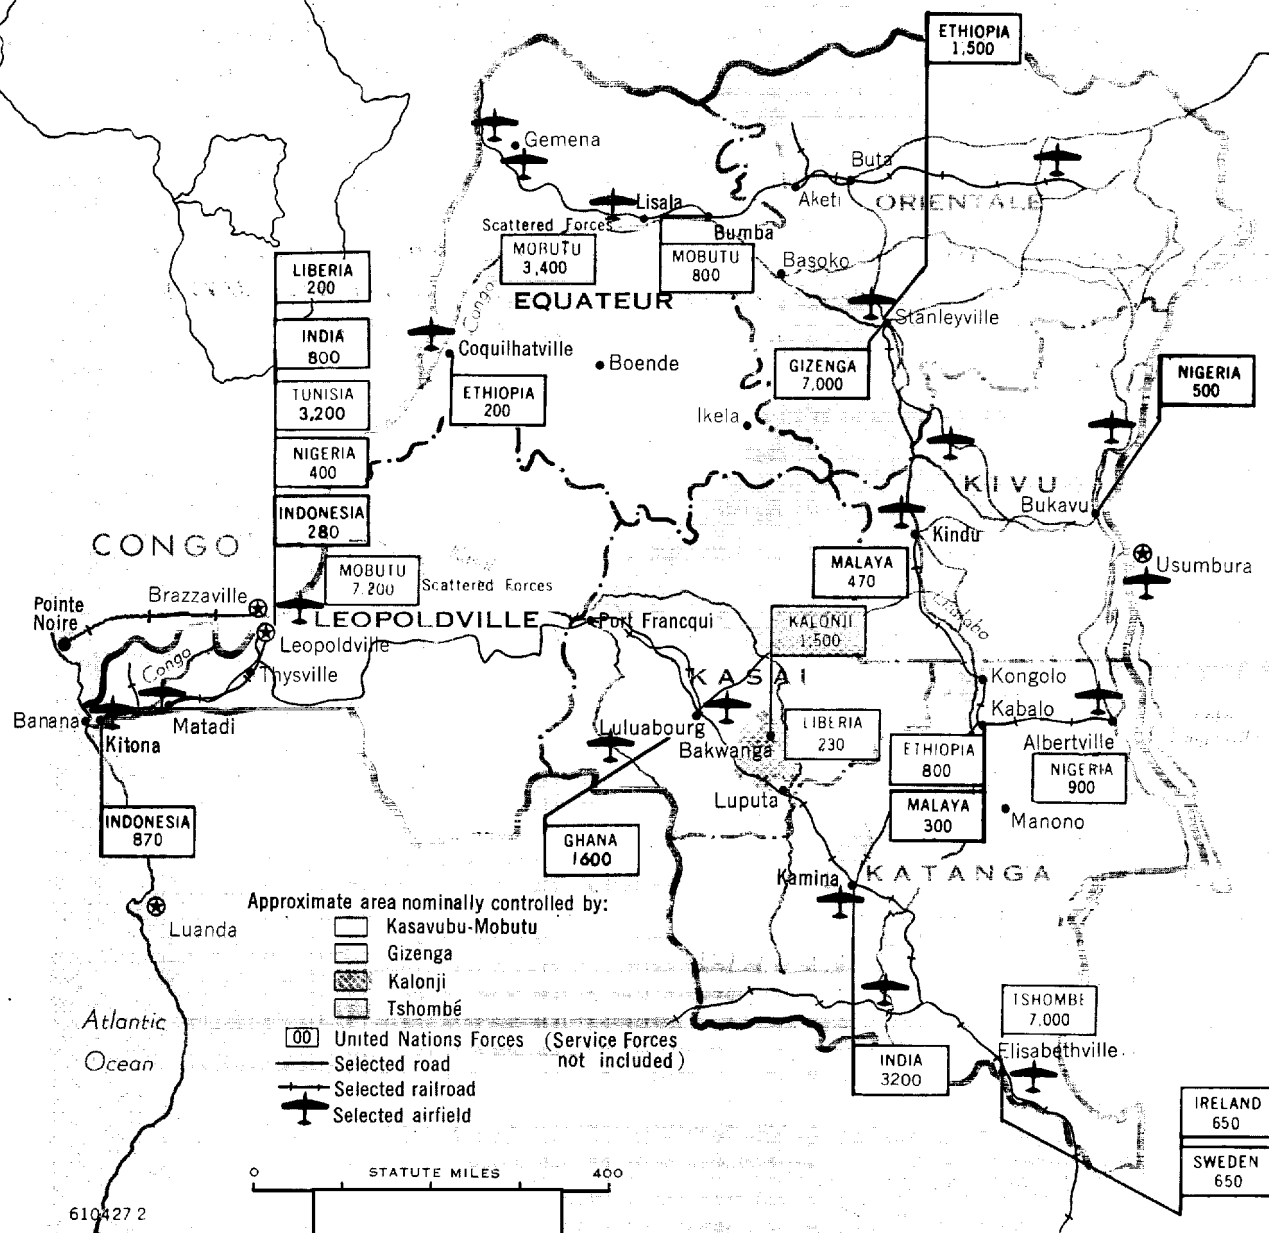 ETHIOPIA
1,500
Gemena
Buta
Aketi
ORIENTALE
Lisala
Scattered Forces
Bumba
MOBUTU
3,400
MOBUTU
800
Basoko
LIBERIA
200
EQUATEUR
Congo
Stanleyville
INDIA
800
Coquilhatville
Boende
GIZENGA
7,000
NIGERIA
500
TUNISIA
3,200
ETHIOPIA
200
Ikela
NIGERIA
400
KIVU
Bukavu
INDONESIA
280
CONGO
Kindu
MALAYA
470
Usumbura
MOBUTU
7,200
Scattered Forces
Brazzaville
Pointe
Noire
LEOPOLDVILLE
Port Francqui
KALONJI
1,500
Leopoldville
Congo
Thysville
KASAI
Kongolo
Kabalo
Banana
Matadi
Kitona
Luluabourg
Bakwanga
LIBERIA
230
ETHIOPIA
800
Albertville
NIGERIA
900
Luputa
MALAYA
300
Manono
INDONESIA
870
GHANA
1600
Kamina
KATANGA
Luanda
Approximate area nominally controlled by:
Kasavubu-Mobutu
Gizenga
Kalonji
Tshombé
00 United Nations Forces (Service Forces
not included)
Selected road
Selected railroad
Selected airfield
Atlantic
Ocean
TSHOMBE
7,000
Elisabethville
INDIA
3200
IRELAND
650
SWEDEN
650
0 STATUTE MILES 400
610427 2